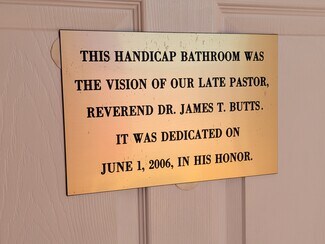 THIS HANDICAP BATHROOM WAS
THE VISION OF OUR LATE PASTOR,
REVEREND DR. JAMES T. BUTTS.
IT WAS DEDICATED ON
JUNE 1, 2006, IN HIS HONOR.